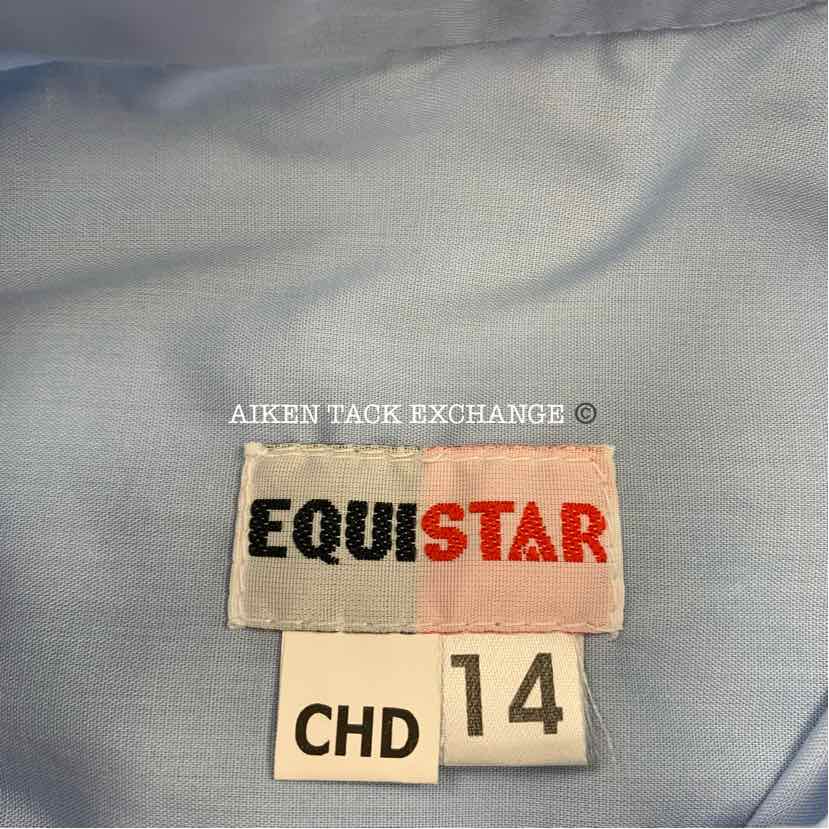 AIKEN TACK EXCHANGE ©
EQUISTAR
CHD 14